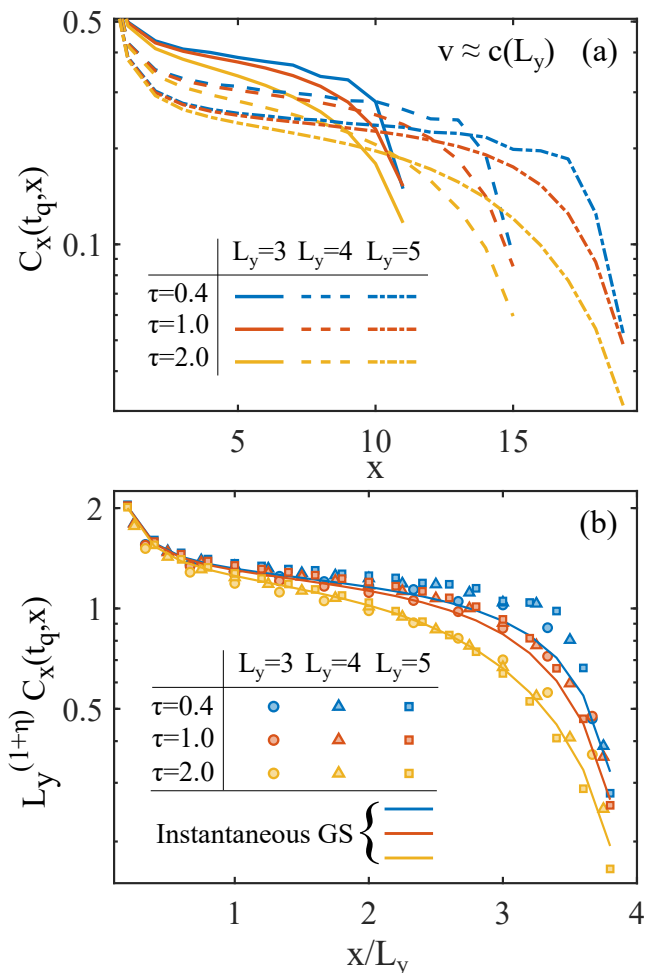 0.5
v ≈ c(L_y) (a)
C_x(t_q,x)
0.1
L_y=3 L_y=4 L_y=5
τ=0.4
τ=1.0
τ=2.0
5 10 15
x
2
(b)
1
L_y^(1+η) C_x(t_q,x)
L_y=3 L_y=4 L_y=5
0.5
τ=0.4
τ=1.0
τ=2.0
Instantaneous GS {
1 2 3 4
x/L_y